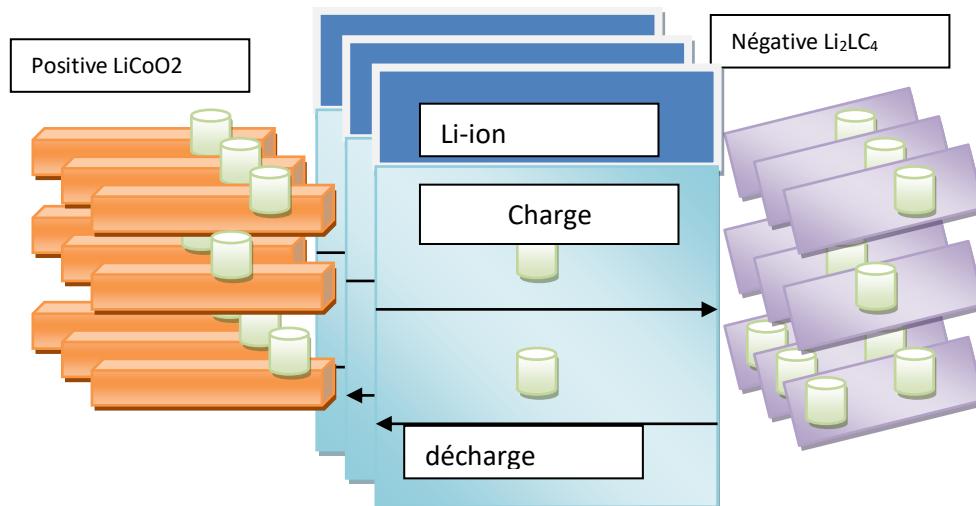 Positive LiCoO2
Négative Li₂LC₄
Li-ion
Charge
décharge